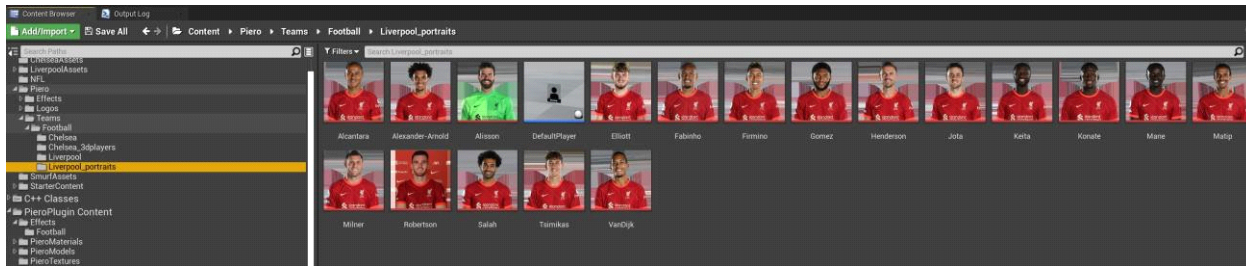 Content Browser
Output Log
Add/Import
Save All
Content
Piero
Teams
Football
Liverpool_portraits
Search Paths
Filters
Search Liverpool_portraits
ChelseaAssets
LiverpoolAssets
NFL
Piero
Effects
Logos
Teams
Football
Chelsea
Chelsea_3dplayers
Liverpool
Liverpool_portraits
SmurfAssets
StarterContent
C++ Classes
PieroPlugin Content
Effects
Football
PieroMaterials
PieroModels
PieroTextures
Alcantara
Alexander-Arnold
Alisson
DefaultPlayer
Elliott
Fabinho
Firmino
Gomez
Henderson
Jota
Keita
Konate
Mane
Matip
Milner
Robertson
Salah
Tsimikas
VanDijk